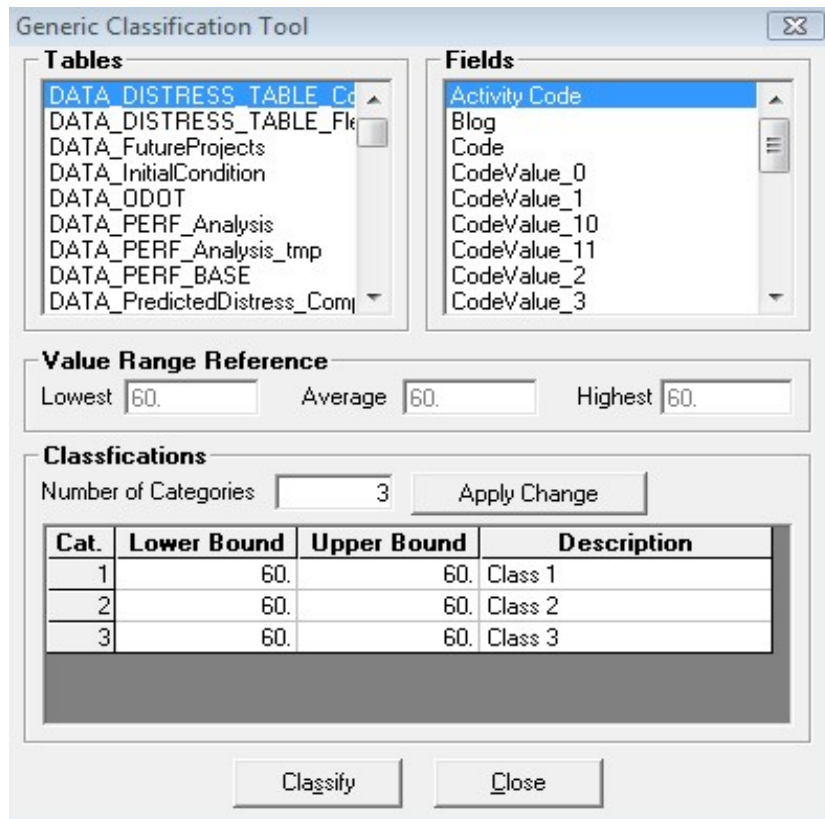 Generic Classification Tool
Tables
DATA_DISTRESS_TABLE_Co
DATA_DISTRESS_TABLE_Fle
DATA_FutureProjects
DATA_InitialCondition
DATA_ODOT
DATA_PERF_Analysis
DATA_PERF_Analysis_tmp
DATA_PERF_BASE
DATA_PredictedDistress_Comp
Fields
Activity Code
Blog
Code
CodeValue_0
CodeValue_1
CodeValue_10
CodeValue_11
CodeValue_2
CodeValue_3
Value Range Reference
Lowest 60. Average 60. Highest 60.
Classfications
Number of Categories 3 Apply Change
Cat. Lower Bound Upper Bound Description
1 60. 60. Class 1
2 60. 60. Class 2
3 60. 60. Class 3
Classify Close